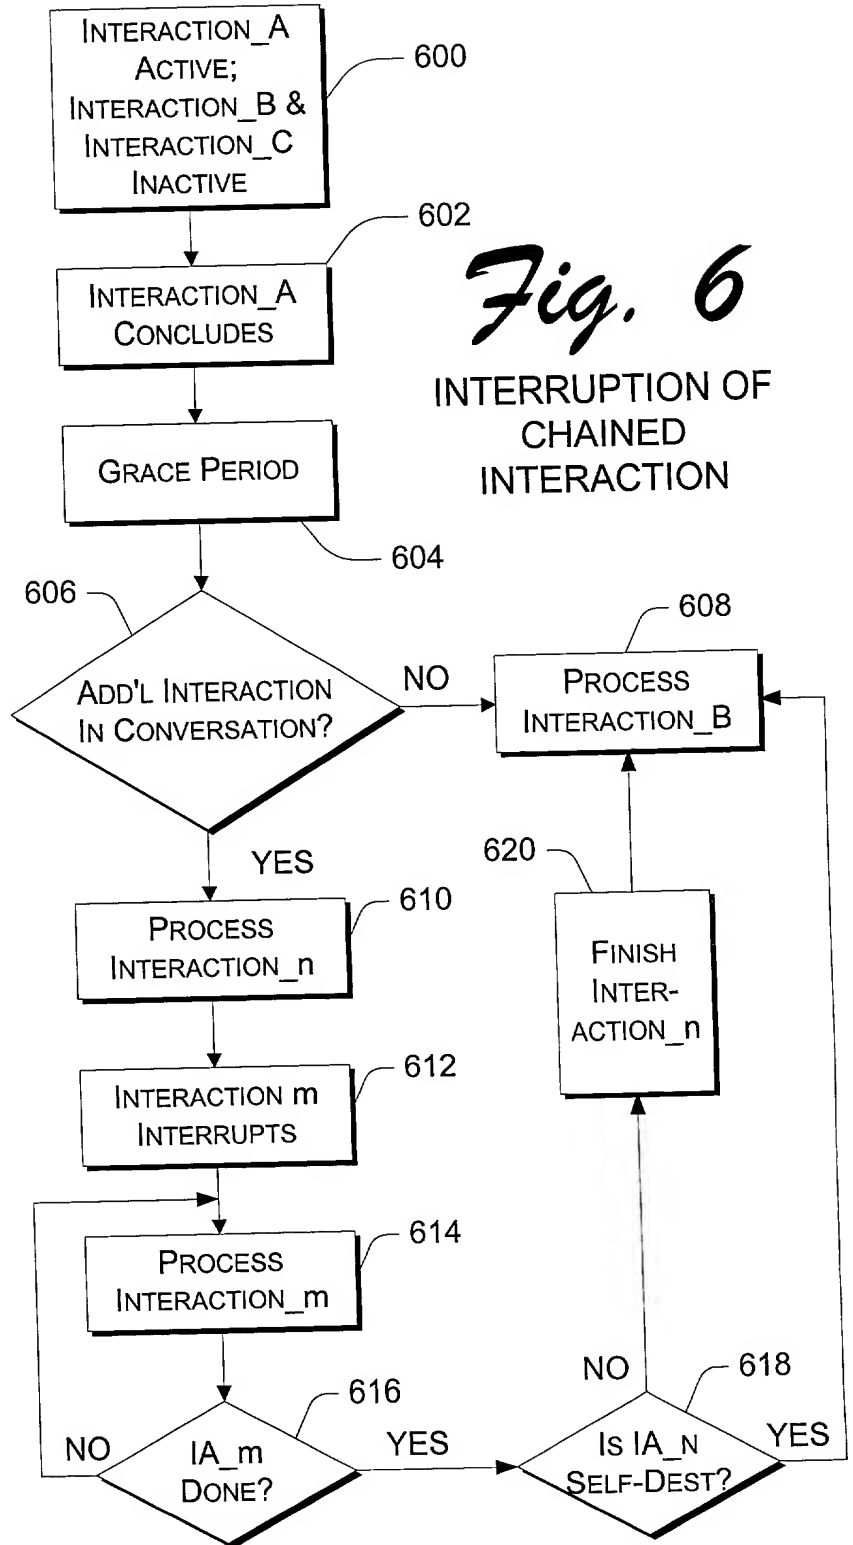 INTERACTION_A
ACTIVE;
INTERACTION_B &
INTERACTION_C
INACTIVE
600
602
INTERACTION_A
CONCLUDES
Fig. 6
INTERRUPTION OF
CHAINED
INTERACTION
GRACE PERIOD
604
606
ADD'L INTERACTION
IN CONVERSATION?
NO
608
PROCESS
INTERACTION_B
YES
610
PROCESS
INTERACTION_n
620
FINISH
INTER-
ACTION_n
612
INTERACTION m
INTERRUPTS
614
PROCESS
INTERACTION_m
616
IA_m
DONE?
NO
YES
618
IS IA_N
SELF-DEST?
NO
YES